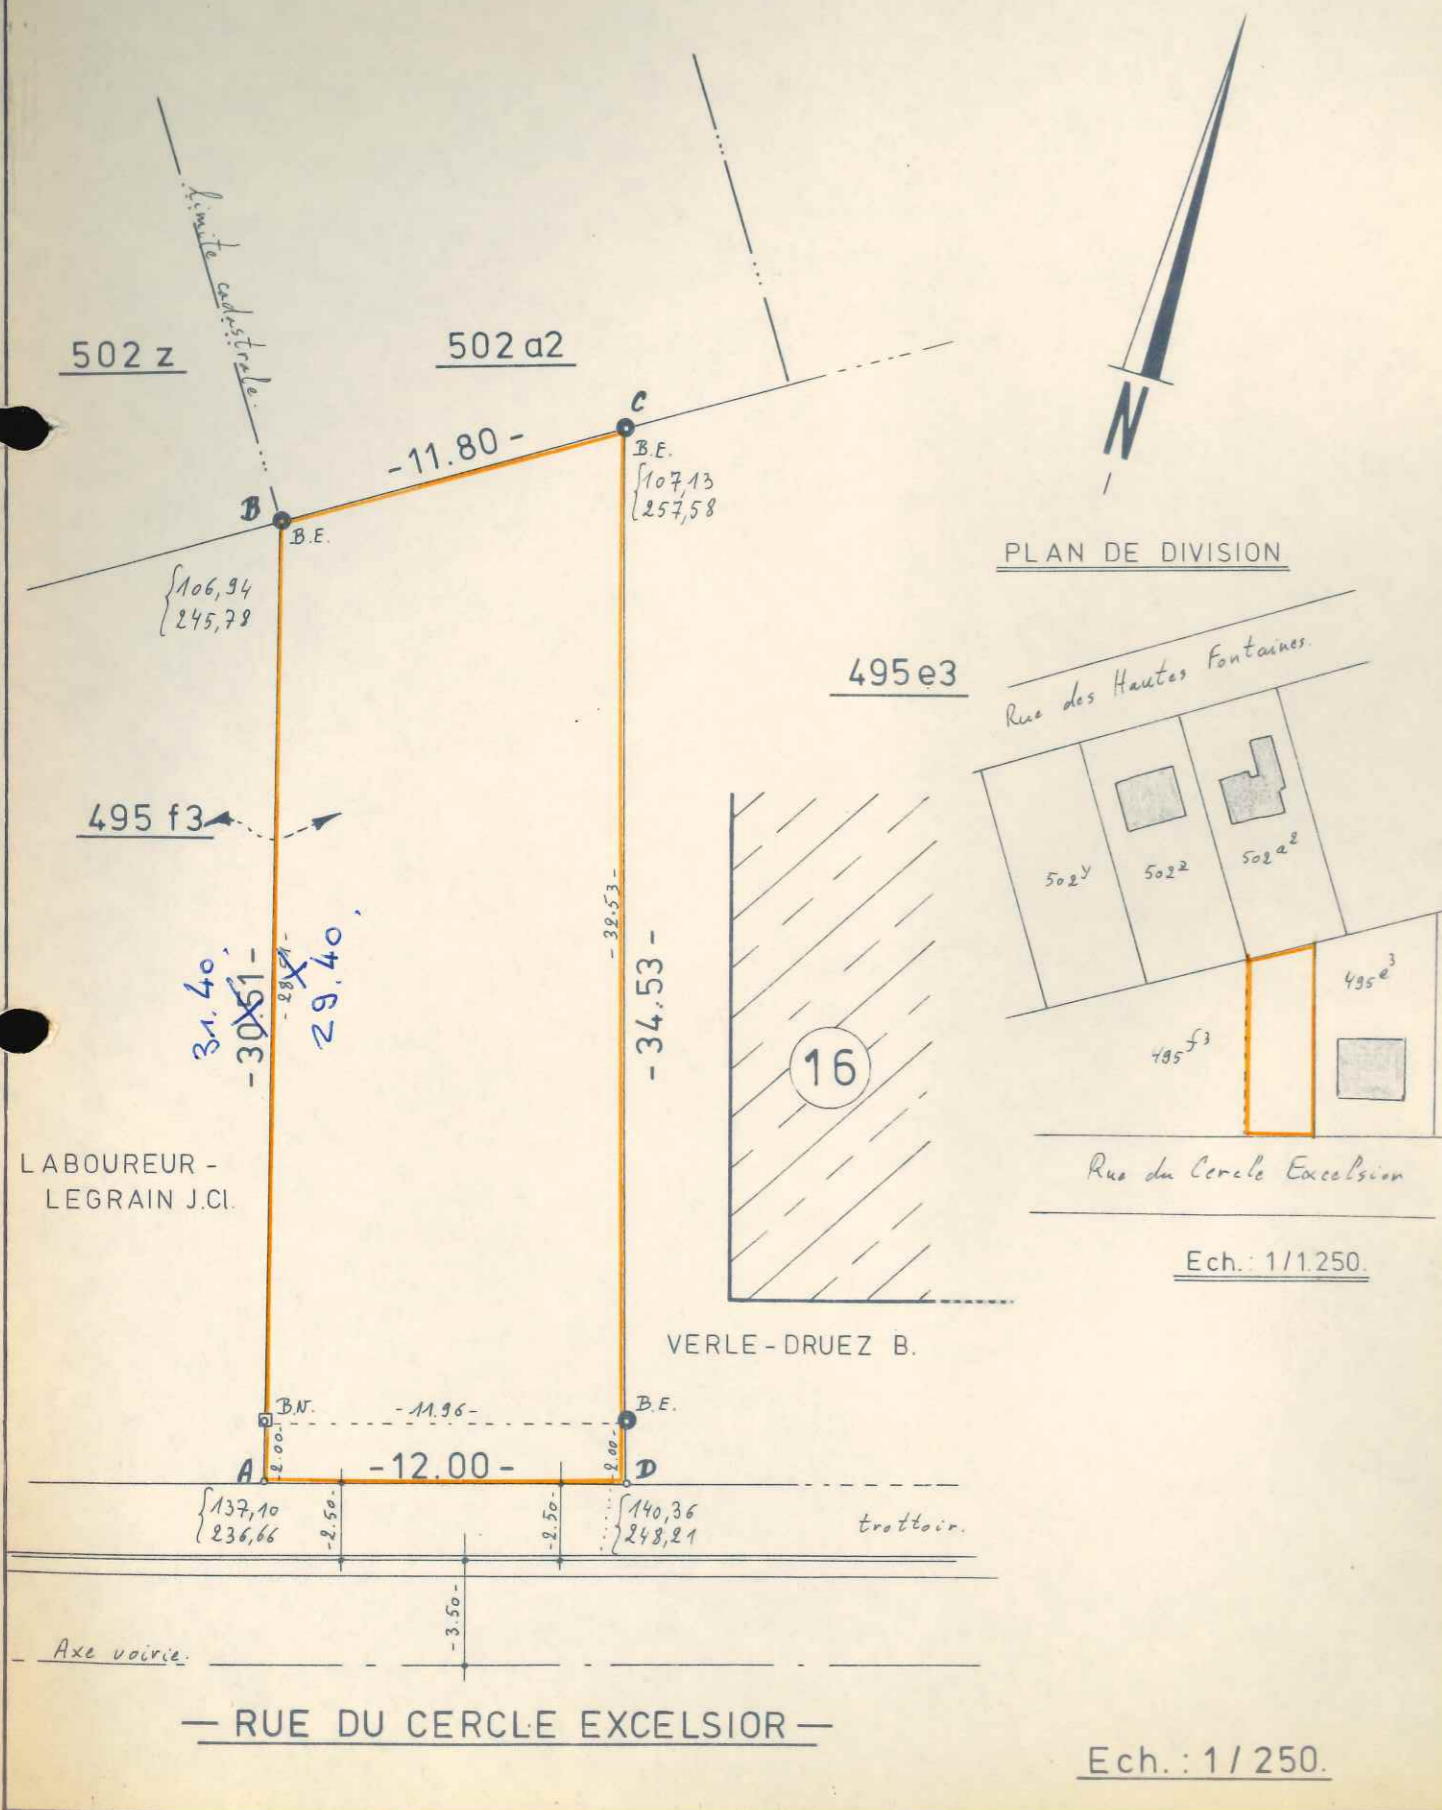 limite cadastrale.
502 z
502 a2
C
-11.80-
B.E.
107,13
257,58
B
B.E.
106,94
245,78
N
PLAN DE DIVISION
495 e3
Rue des Hautes Fontaines.
502y
502z
502a2
495e3
495f3
Rue du Cercle Excelsior
Ech.: 1/1.250.
495 f3
31.40.
-30.51-
29.40.
-32.53-
-34.53-
16
LABOUREUR -
LEGRAIN J.Cl.
VERLE-DRUEZ B.
B.N.
-11.96-
B.E.
-2.00-
-2.00-
A
-12.00-
D
137,10
236,66
-2.50-
-2.50-
140,36
248,21
trottoir.
-3.50-
Axe voirie.
— RUE DU CERCLE EXCELSIOR —
Ech.: 1/250.